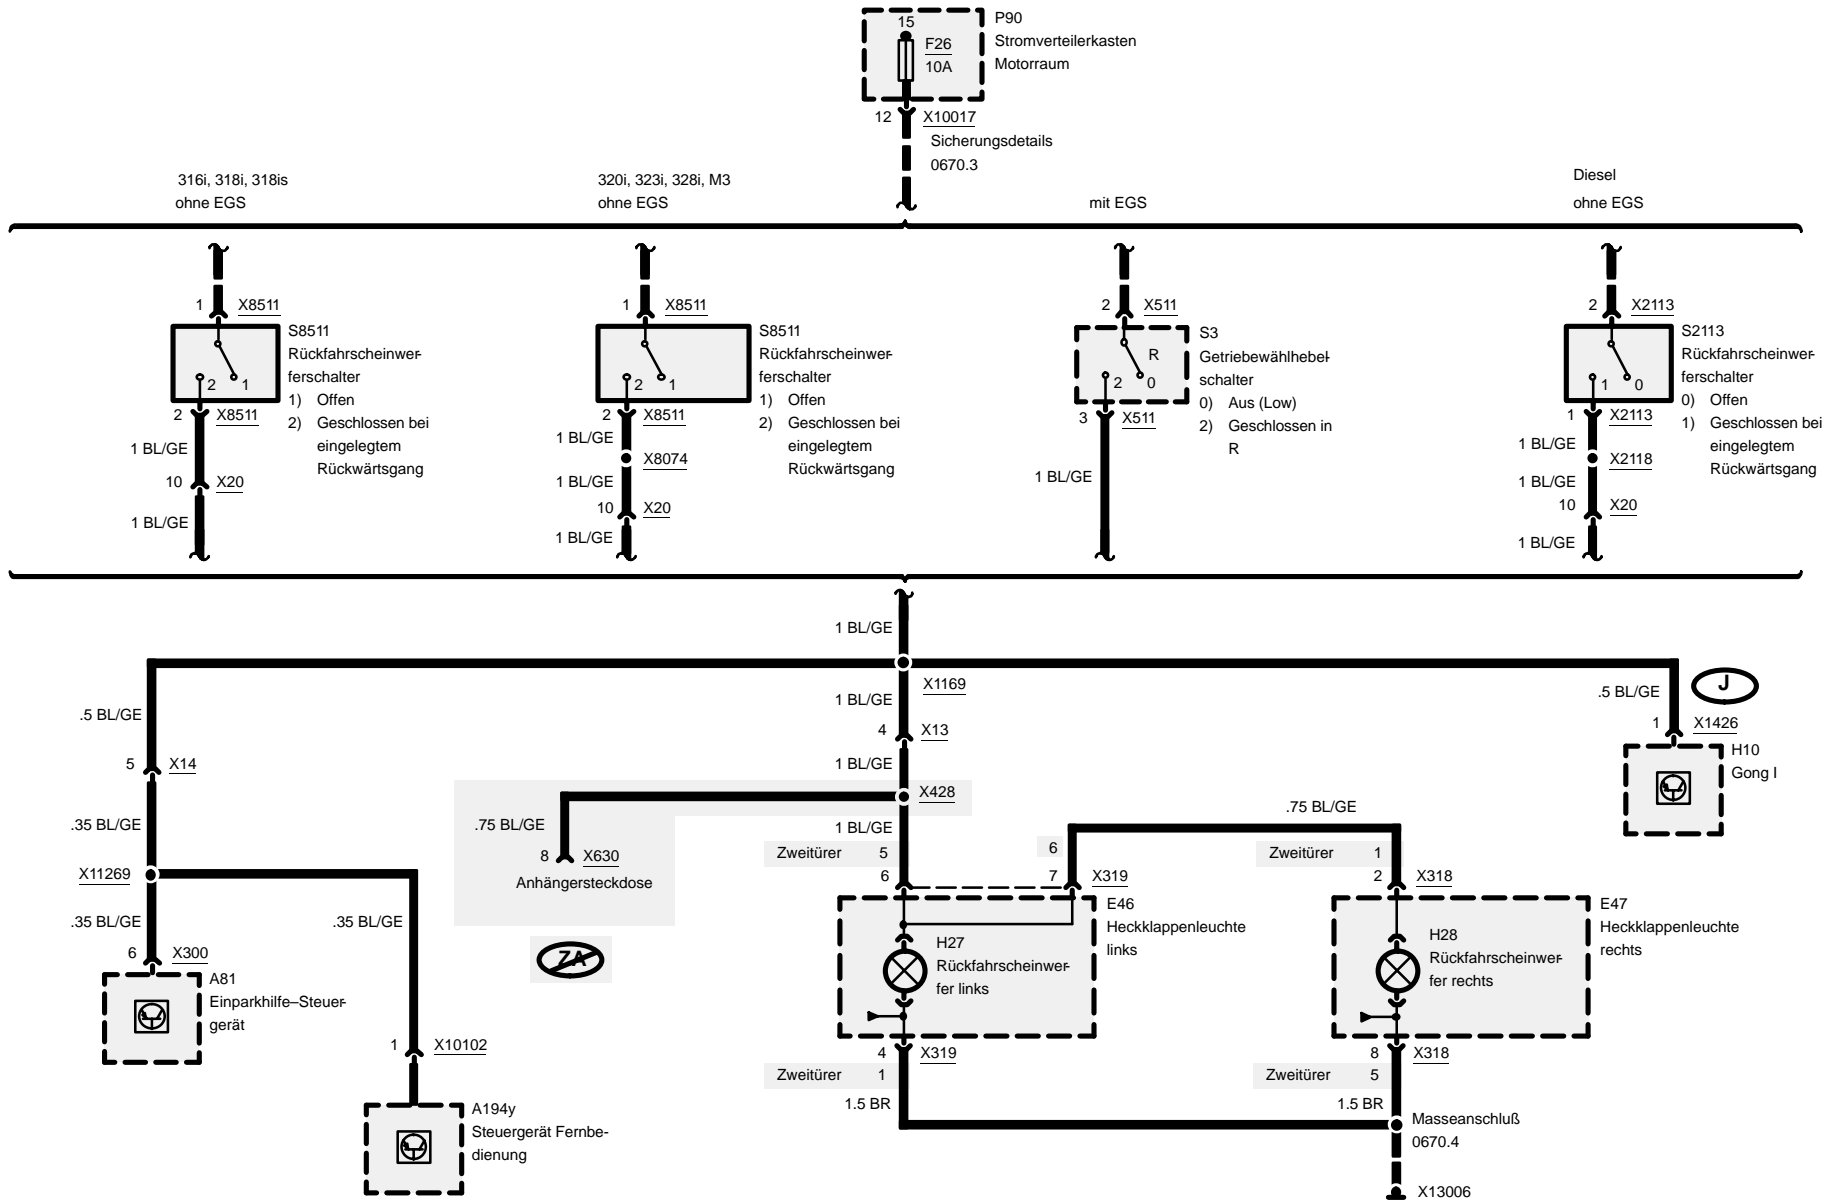 15
F26
10A
P90
Stromverteilerkasten
Motorraum
12
X10017
Sicherungsdetails
0670.3
316i, 318i, 318is
ohne EGS
320i, 323i, 328i, M3
ohne EGS
mit EGS
Diesel
ohne EGS
1
X8511
S8511
Rückfahrscheinwer-
ferschalter
1) Offen
2) Geschlossen bei
eingelegtem
Rückwärtsgang
2
1
2
X8511
1 BL/GE
10
X20
1 BL/GE
1
X8511
S8511
Rückfahrscheinwer-
ferschalter
1) Offen
2) Geschlossen bei
eingelegtem
Rückwärtsgang
2
1
2
X8511
1 BL/GE
X8074
1 BL/GE
10
X20
1 BL/GE
2
X511
S3
Getriebewählhebel-
schalter
0) Aus (Low)
2) Geschlossen in
R
R
2
0
3
X511
1 BL/GE
2
X2113
S2113
Rückfahrscheinwer-
ferschalter
0) Offen
1) Geschlossen bei
eingelegtem
Rückwärtsgang
1
0
1
X2113
1 BL/GE
X2118
1 BL/GE
10
X20
1 BL/GE
1 BL/GE
X1169
1 BL/GE
4
X13
1 BL/GE
X428
1 BL/GE
.5 BL/GE
5
X14
.35 BL/GE
X11269
.35 BL/GE
.35 BL/GE
6
X300
A81
Einparkhilfe–Steuer-
gerät
1
X10102
A194y
Steuergerät Fernbe-
dienung
.75 BL/GE
8
X630
Anhängersteckdose
ZA
.5 BL/GE
J
1
X1426
H10
Gong I
.75 BL/GE
Zweitürer 5
6
6
7
X319
E46
Heckklappenleuchte
links
H27
Rückfahrscheinwer-
fer links
4
X319
Zweitürer 1
1.5 BR
Zweitürer 1
2
X318
E47
Heckklappenleuchte
rechts
H28
Rückfahrscheinwer-
fer rechts
8
X318
Zweitürer 5
1.5 BR
Masseanschluß
0670.4
X13006